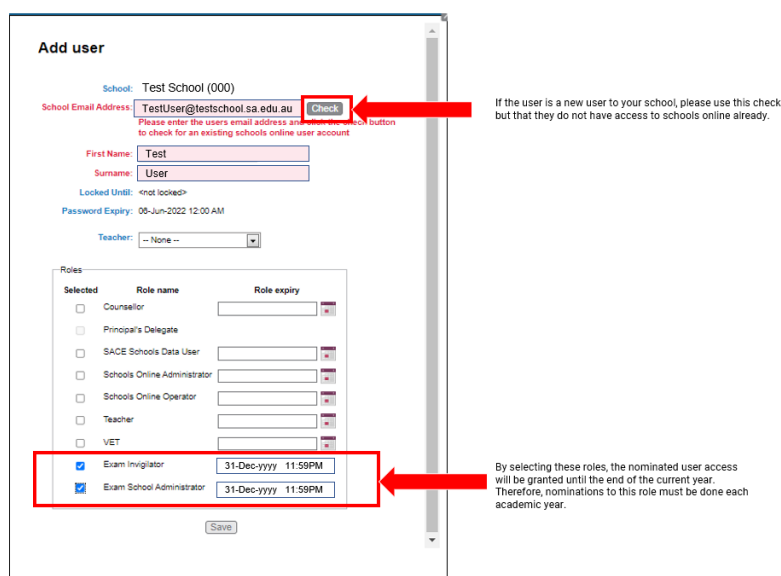 Add user
School: Test School (000)
School Email Address: TestUser@testschool.sa.edu.au Check
Please enter the users email address and click the check button
to check for an existing schools online user account
If the user is a new user to your school, please use this check
but that they do not have access to schools online already.
First Name: Test
Surname: User
Locked Until: <not locked>
Password Expiry: 06-Jun-2022 12:00 AM
Teacher: -- None --
Roles
Selected Role name Role expiry
Counsellor
Principal's Delegate
SACE Schools Data User
Schools Online Administrator
Schools Online Operator
Teacher
VET
Exam Invigilator 31-Dec-yyyy 11:59PM
Exam School Administrator 31-Dec-yyyy 11:59PM
By selecting these roles, the nominated user access
will be granted until the end of the current year.
Therefore, nominations to this role must be done each
academic year.
Save